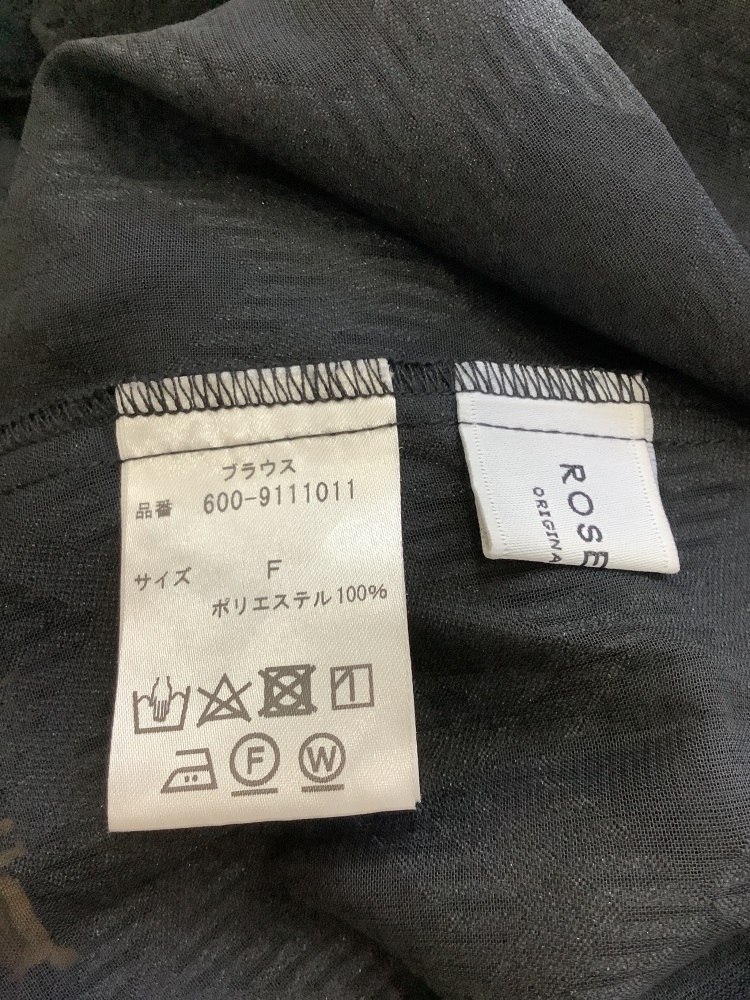 ブラウス
品番 600-9111011
サイズ F
ポリエステル100%
F
W
ROSE
ORIGINA